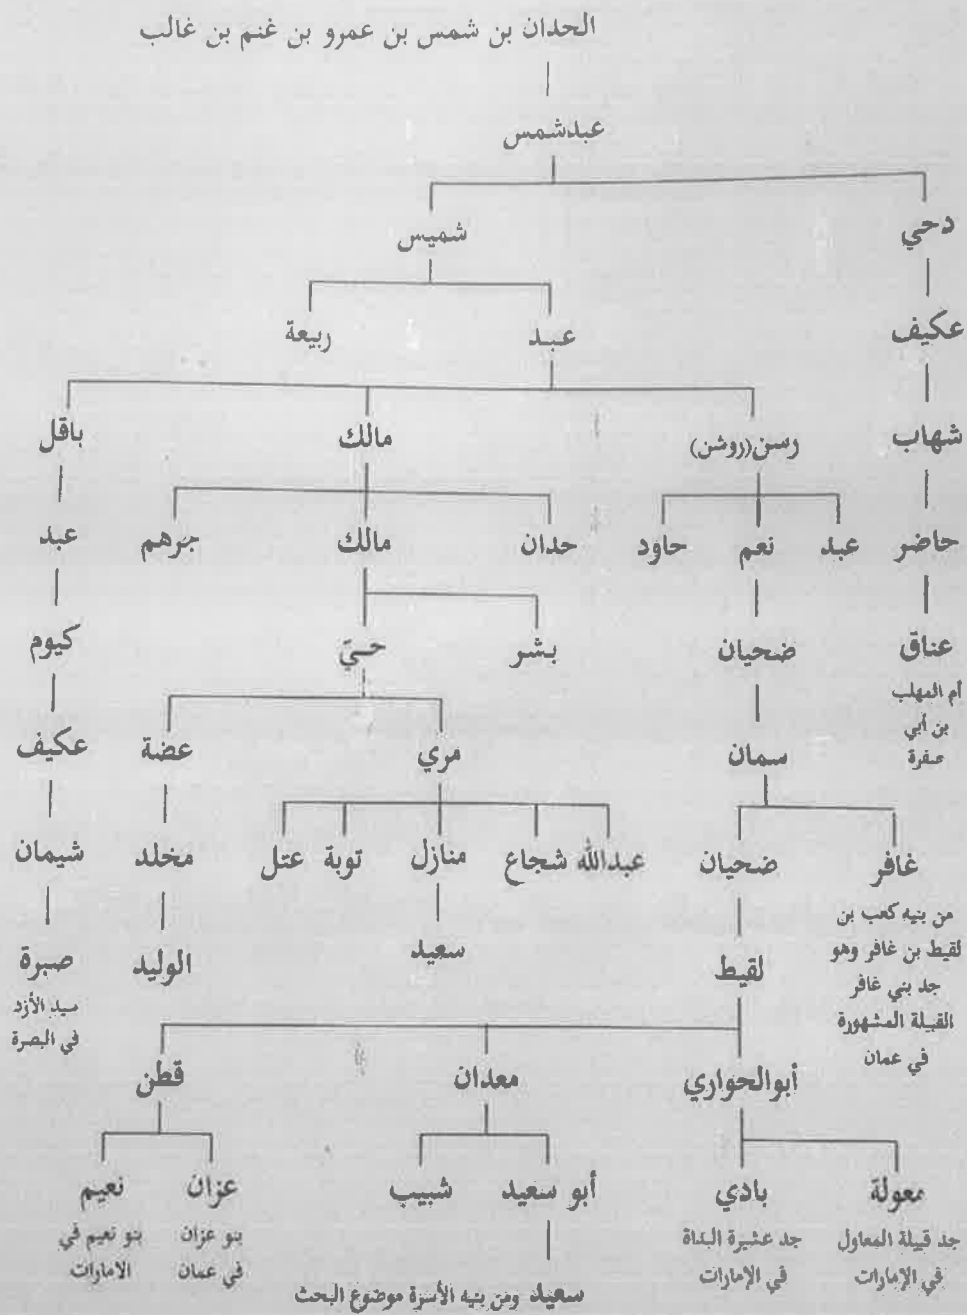 الحدان بن شمس بن عمرو بن غنم بن غالب
عبدشمس
دحي
شميس
عكيف
عبد
ربيعة
شهاب
رسن(روشن)
مالك
باقل
حاضر
عبد
نعم
حاود
حدان
مالك
جرهم
عبد
عناق
أم المهلب
بن أبي
صفرة
ضحيان
بشر
حيّ
كيوم
سمان
مري
عضة
عكيف
غافر
من بنيه كعب بن
لقيط بن غافر وهو
جد بني غافر
القبيلة المشهورة
في عمان
ضحيان
عبدالله
شجاع
منازل
توبة
عتل
مخلد
شيمان
لقيط
سعيد
الوليد
صبرة
سيد الأزد
في البصرة
أبوالحواري
معدان
قطن
معولة
جد قبيلة المعاول
في الإمارات
بادي
جد عشيرة البداة
في الإمارات
أبو سعيد
شبيب
عزان
بنو عزان
في عمان
نعيم
بنو نعيم في
الامارات
سعيد ومن بنيه الأسرة موضوع البحث